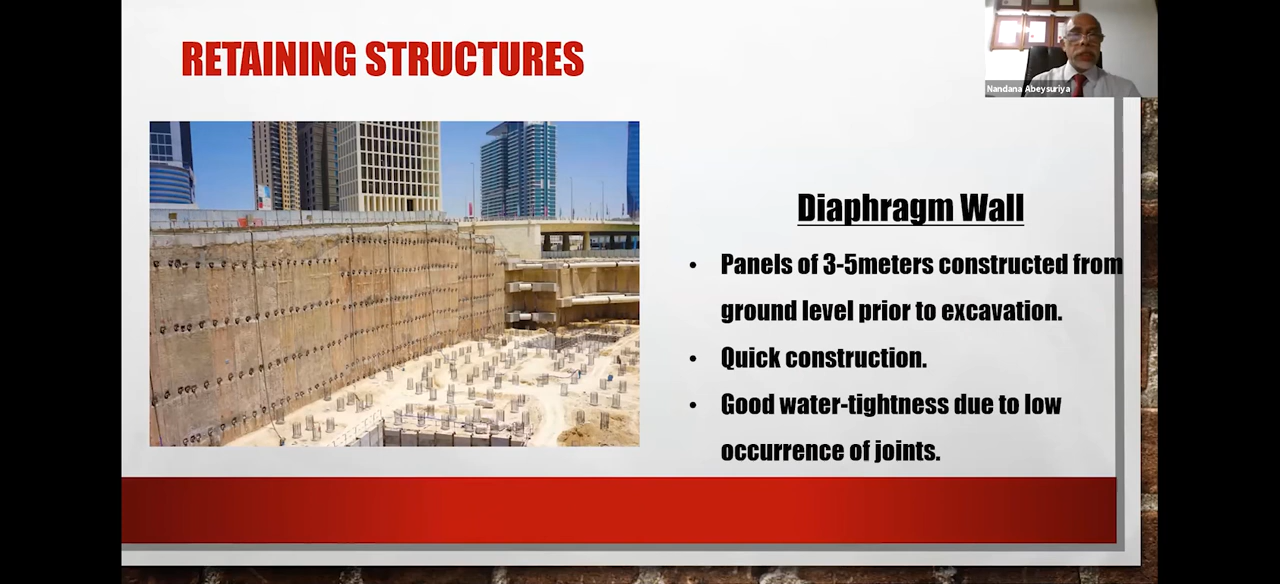 RETAINING STRUCTURES
Nandana Abeysuriya
Diaphragm Wall
• Panels of 3-5meters constructed from
ground level prior to excavation.
• Quick construction.
• Good water-tightness due to low
occurrence of joints.